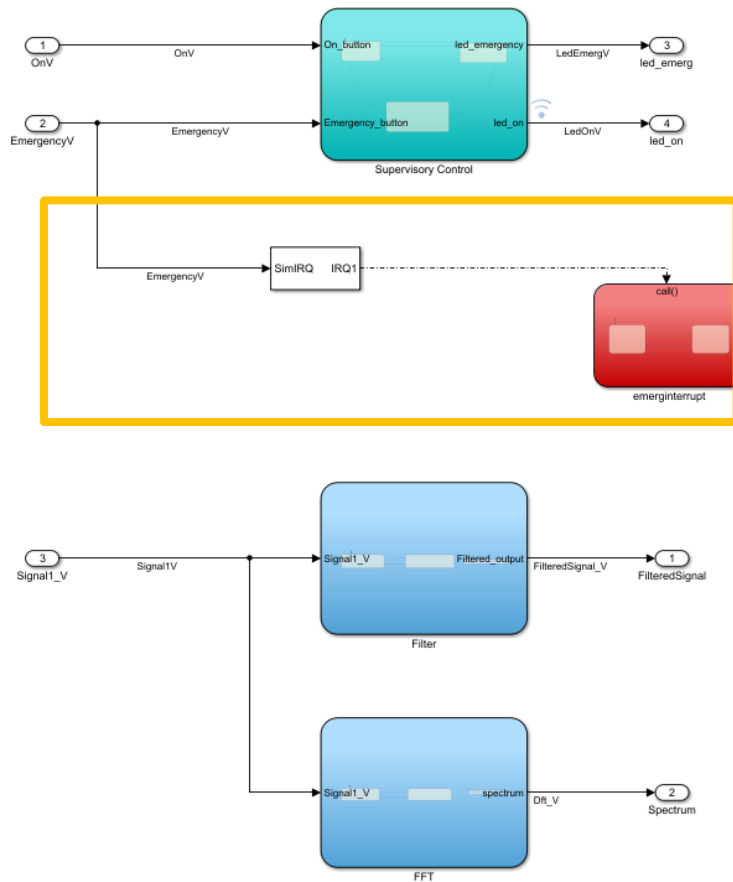 1
OnV
OnV
On_button
led_emergency
LedEmergV
3
led_emerg
2
EmergencyV
EmergencyV
Emergency_button
led_on
LedOnV
4
led_on
Supervisory Control
EmergencyV
SimIRQ
IRQ1
call()
emerginterrupt
3
Signal1_V
Signal1V
Signal1_V
Filtered_output
FilteredSignal_V
1
FilteredSignal
Filter
Signal1_V
spectrum
Dft_V
2
Spectrum
FFT